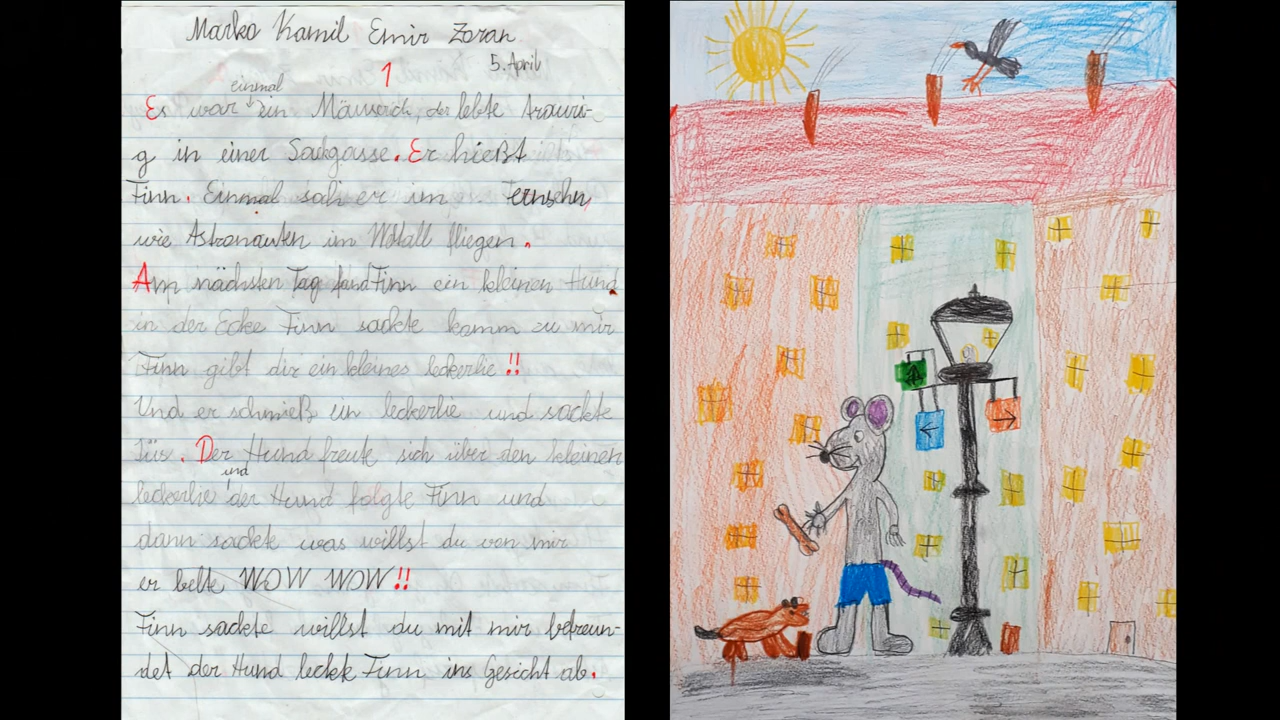 Marko Kamil Emir Zoran
5. April
1
einmal
Es war ein Mäuserich, der lebte trauri-
g in einer Sackgasse. Er hießt
Finn. Einmal sah er im Fernsehn,
wie Astronauten im Weltall fliegen.
Am nächsten Tag fand Finn ein kleinen Hund
in der Ecke Finn sackte komm zu mir
Finn gibt dir ein kleines leckerlie !!
Und er schmieß ein leckerlie und sackte
tüs. Der Hund freute sich über den kleinen
und
leckerlie der Hund folgte Finn und
dann sackte was willst du von mir
er belte WOW WOW!!
Finn sackte willst du mit mir befreun-
det der Hund leckte Finn ins Gesicht ab.